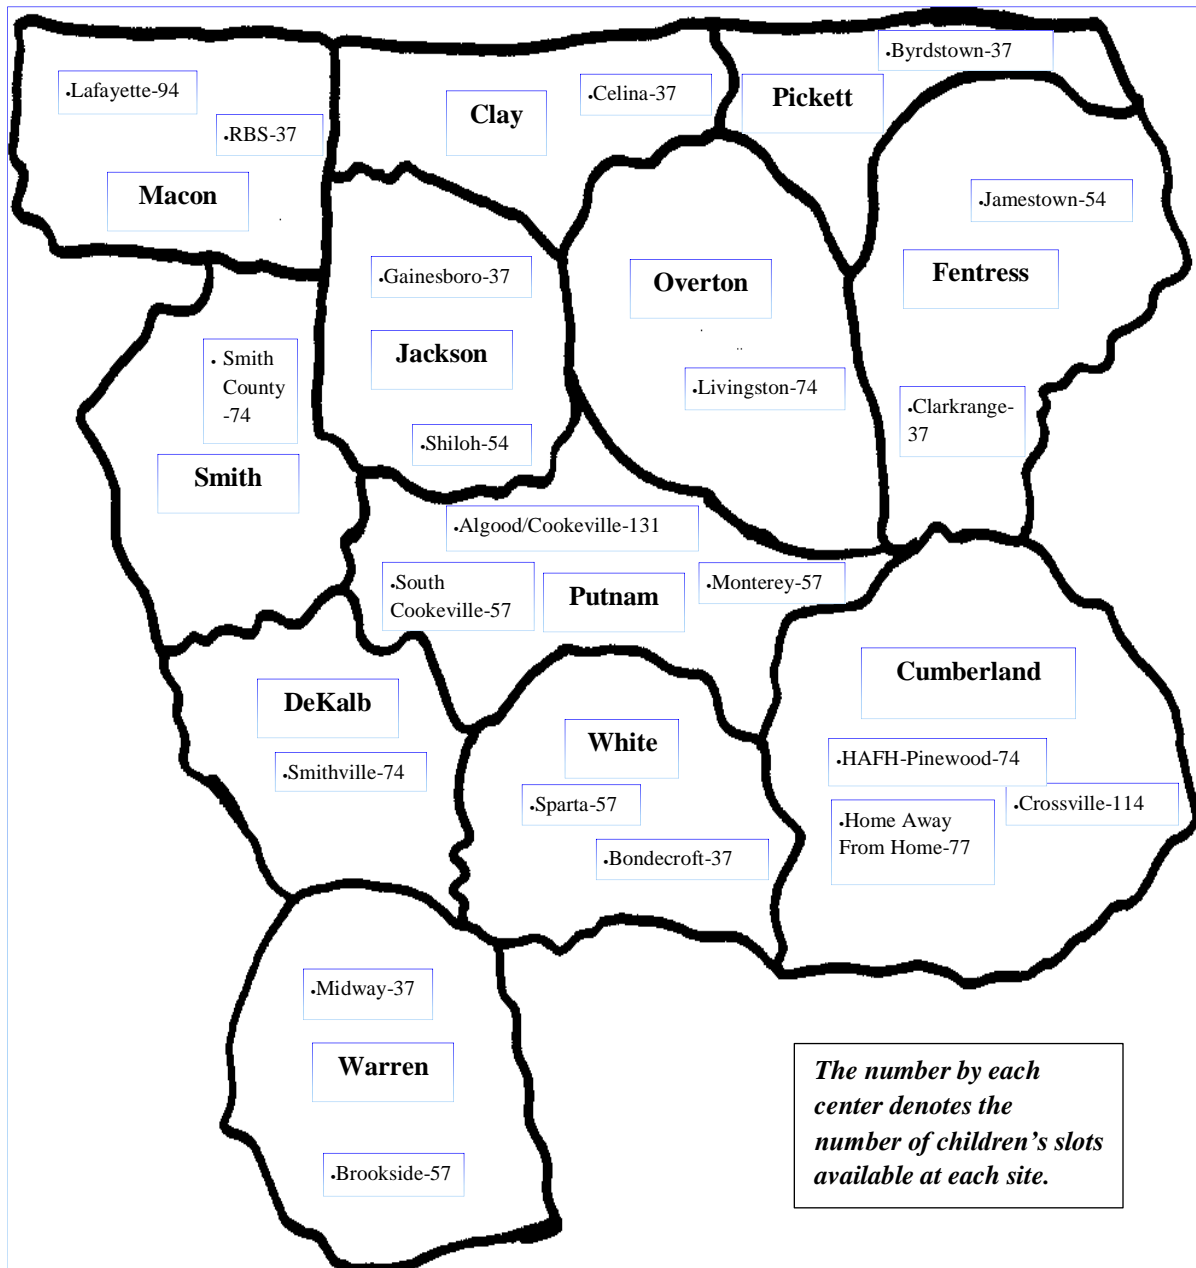 .Byrdstown-37
.Lafayette-94
.Celina-37
Pickett
Clay
.RBS-37
Macon
.Jamestown-54
.Gainesboro-37
Overton
Fentress
Jackson
. Smith
County
-74
.Livingston-74
.Clarkrange-
37
.Shiloh-54
Smith
.Algood/Cookeville-131
.South
Cookeville-57
Putnam
.Monterey-57
Cumberland
DeKalb
White
.HAFH-Pinewood-74
.Smithville-74
.Sparta-57
.Crossville-114
.Home Away
From Home-77
.Bondecroft-37
.Midway-37
Warren
.Brookside-57
The number by each
center denotes the
number of children’s slots
available at each site.